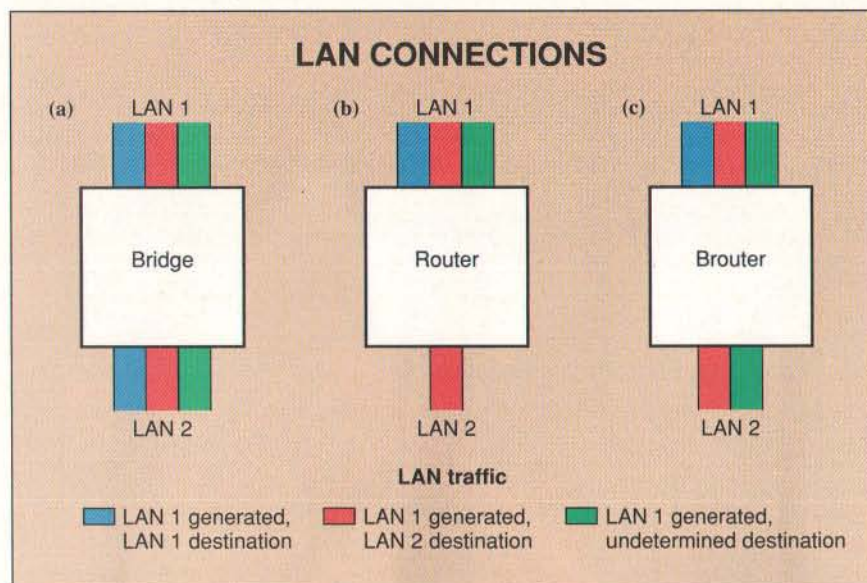 LAN CONNECTIONS
(a)
LAN 1
Bridge
LAN 2
(b)
LAN 1
Router
LAN 2
(c)
LAN 1
Brouter
LAN 2
LAN traffic
LAN 1 generated,
LAN 1 destination
LAN 1 generated,
LAN 2 destination
LAN 1 generated,
undetermined destination